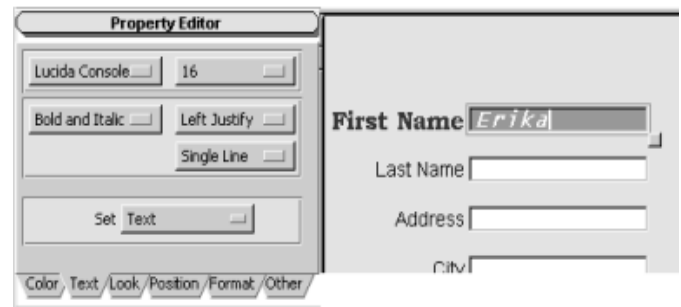 Property Editor
Lucida Console 16
Bold and Italic Left Justify
Single Line
Set Text
Color Text Look Position Format Other
First Name Erika
Last Name
Address
City